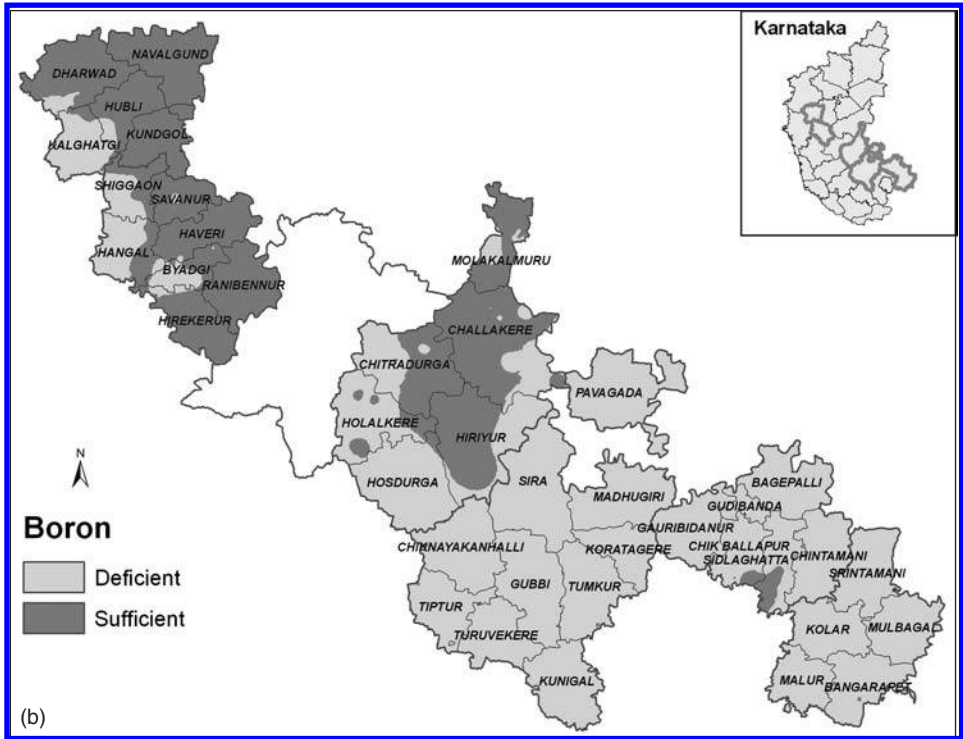 Karnataka
NAVALGUND
DHARWAD
HUBLI
KUNDGOL
KALGHATGI
SHIGGAON
SAVANUR
HAVERI
HANGAL
BYADGI
RANIBENNUR
HIREKERUR
MOLAKALMURU
CHALLAKERE
CHITRADURGA
PAVAGADA
HOLALKERE
HIRIYUR
HOSDURGA
SIRA
MADHUGIRI
BAGEPALLI
GUDIBANDA
GAURIBIDANUR
CHIKNAYAKANHALLI
KORATAGERE
CHIK BALLAPUR
CHINTAMANI
SIDLAGHATTA
SRINTAMANI
GUBBI
TUMKUR
TIPTUR
TURUVEKERE
KOLAR
MULBAGAL
KUNIGAL
MALUR
BANGARAPET
N
Boron
Deficient
Sufficient
(b)